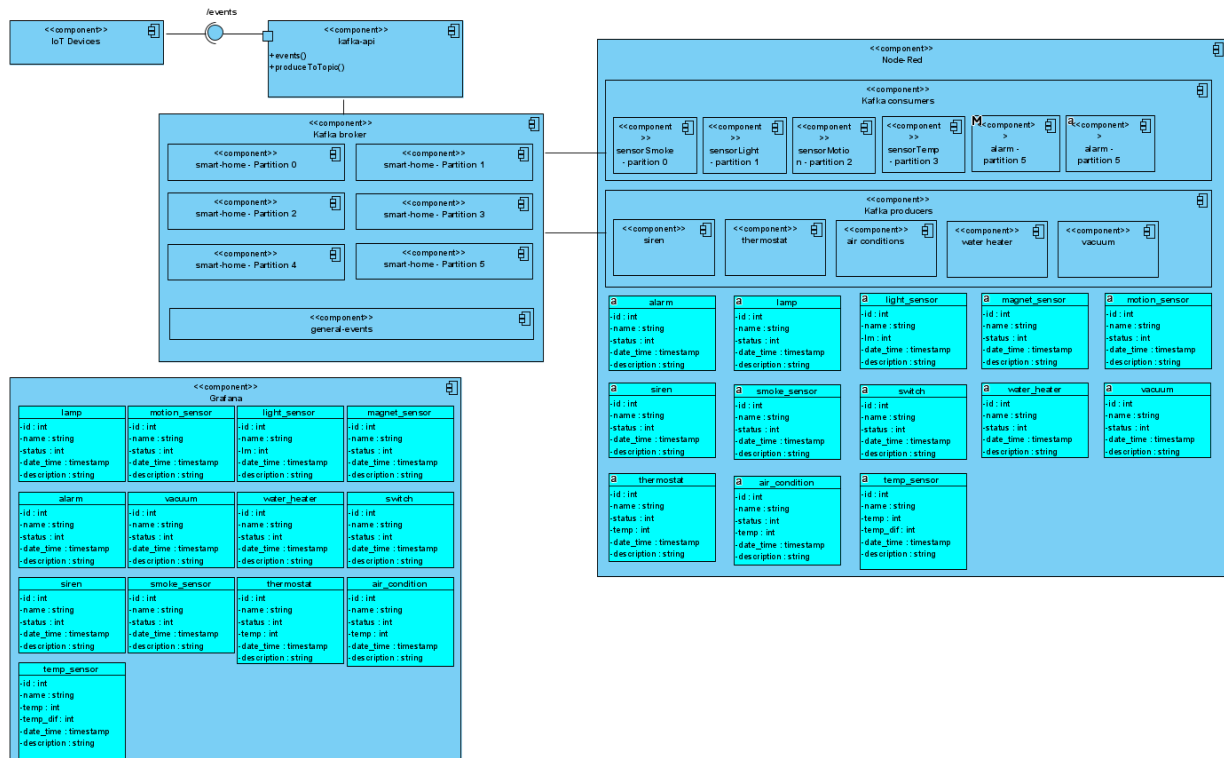 /events
<<component>>
IoT Devices
<<component>>
kafka-api
+events()
+produceToTopic()
<<component>>
Kafka broker
<<component>>
smart-home - Partition 0
<<component>>
smart-home - Partition 1
<<component>>
smart-home - Partition 2
<<component>>
smart-home - Partition 3
<<component>>
smart-home - Partition 4
<<component>>
smart-home - Partition 5
<<component>>
general-events
<<component>>
Node-Red
<<component>>
Kafka consumers
<<component
>>
sensorSmoke
- parition 0
<<component
>>
sensorLight
- partition 1
<<component
>>
sensorMotio
n - partition 2
<<component
>>
sensorTemp
- partition 3
M
<<component
>
alarm -
partition 5
a
<<component
>
alarm -
partition 5
<<component>>
Kafka producers
<<component>>
siren
<<component>>
thermostat
<<component>>
air conditions
<<component>>
water heater
<<component>>
vacuum
a
alarm
-id : int
-name : string
-status : int
-date_time : timestamp
-description : string
a
lamp
-id : int
-name : string
-status : int
-date_time : timestamp
-description : string
a
light_sensor
-id : int
-name : string
-lm : int
-date_time : timestamp
-description : string
a
magnet_sensor
-id : int
-name : string
-status : int
-date_time : timestamp
-description : string
a
motion_sensor
-id : int
-name : string
-status : int
-date_time : timestamp
-description : string
a
siren
-id : int
-name : string
-status : int
-date_time : timestamp
-description : string
a
smoke_sensor
-id : int
-name : string
-status : int
-date_time : timestamp
-description : string
a
switch
-id : int
-name : string
-status : int
-date_time : timestamp
-description : string
a
water_heater
-id : int
-name : string
-status : int
-date_time : timestamp
-description : string
a
vacuum
-id : int
-name : string
-status : int
-date_time : timestamp
-description : string
a
thermostat
-id : int
-name : string
-status : int
-temp : int
-date_time : timestamp
-description : string
a
air_condition
-id : int
-name : string
-status : int
-temp : int
-date_time : timestamp
-description : string
a
temp_sensor
-id : int
-name : string
-temp : int
-temp_dif : int
-date_time : timestamp
-description : string
<<component>>
Grafana
lamp
-id : int
-name : string
-status : int
-date_time : timestamp
-description : string
motion_sensor
-id : int
-name : string
-status : int
-date_time : timestamp
-description : string
light_sensor
-id : int
-name : string
-lm : int
-date_time : timestamp
-description : string
magnet_sensor
-id : int
-name : string
-status : int
-date_time : timestamp
-description : string
alarm
-id : int
-name : string
-status : int
-date_time : timestamp
-description : string
vacuum
-id : int
-name : string
-status : int
-date_time : timestamp
-description : string
water_heater
-id : int
-name : string
-status : int
-date_time : timestamp
-description : string
switch
-id : int
-name : string
-status : int
-date_time : timestamp
-description : string
siren
-id : int
-name : string
-status : int
-date_time : timestamp
-description : string
smoke_sensor
-id : int
-name : string
-status : int
-date_time : timestamp
-description : string
thermostat
-id : int
-name : string
-status : int
-temp : int
-date_time : timestamp
-description : string
air_condition
-id : int
-name : string
-status : int
-temp : int
-date_time : timestamp
-description : string
temp_sensor
-id : int
-name : string
-temp : int
-temp_dif : int
-date_time : timestamp
-description : string